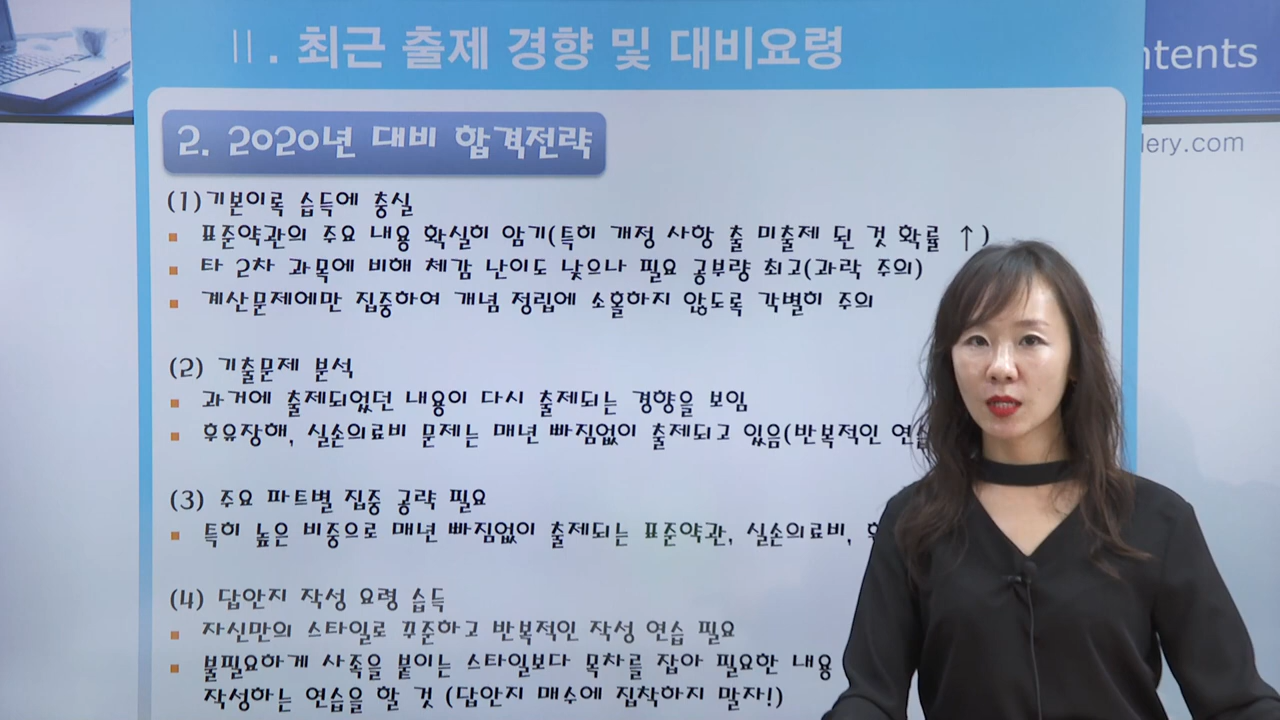 Ⅱ. 최근 출제 경향 및 대비요령
ntents
lery.com
2. 2020년 대비 합격전략
(1)기본이록 습득에 충실
▪ 표준약관의 주요 내용 확실히 암기(특히 개정 사항 출 미출제 된 것 확률 ↑)
▪ 타 2차 과목에 비해 체감 난이도 낮으나 필요 공부량 최고(과락 주의)
▪ 계산문제에만 집중하여 개념 정립에 소홀하지 않도록 각별히 주의
(2) 기출문제 분석
▪ 과거에 출제되었던 내용이 다시 출제되는 경향을 보임
▪ 후유장해, 실손의료비 문제는 매년 빠짐없이 출제되고 있음(반복적인 연습
(3) 주요 파트별 집중 공략 필요
▪ 특히 높은 비중으로 매년 빠짐없이 출제되는 표준약관, 실손의료비,
(4) 답안지 작성 요령 습득
▪ 자신만의 스타일로 꾸준하고 반복적인 작성 연습 필요
▪ 불필요하게 사족을 붙이는 스타일보다 목차를 잡아 필요한 내용
작성하는 연습을 할 것 (답안지 매수에 집착하지 말자!)